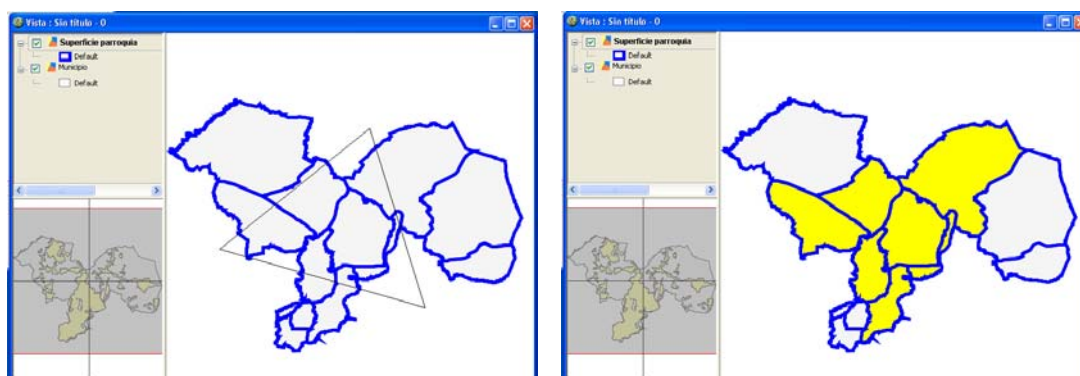 Vista : Sin título - 0
Superficie parroquia
Default
Municipio
Default
Vista : Sin título - 0
Superficie parroquia
Default
Municipio
Default